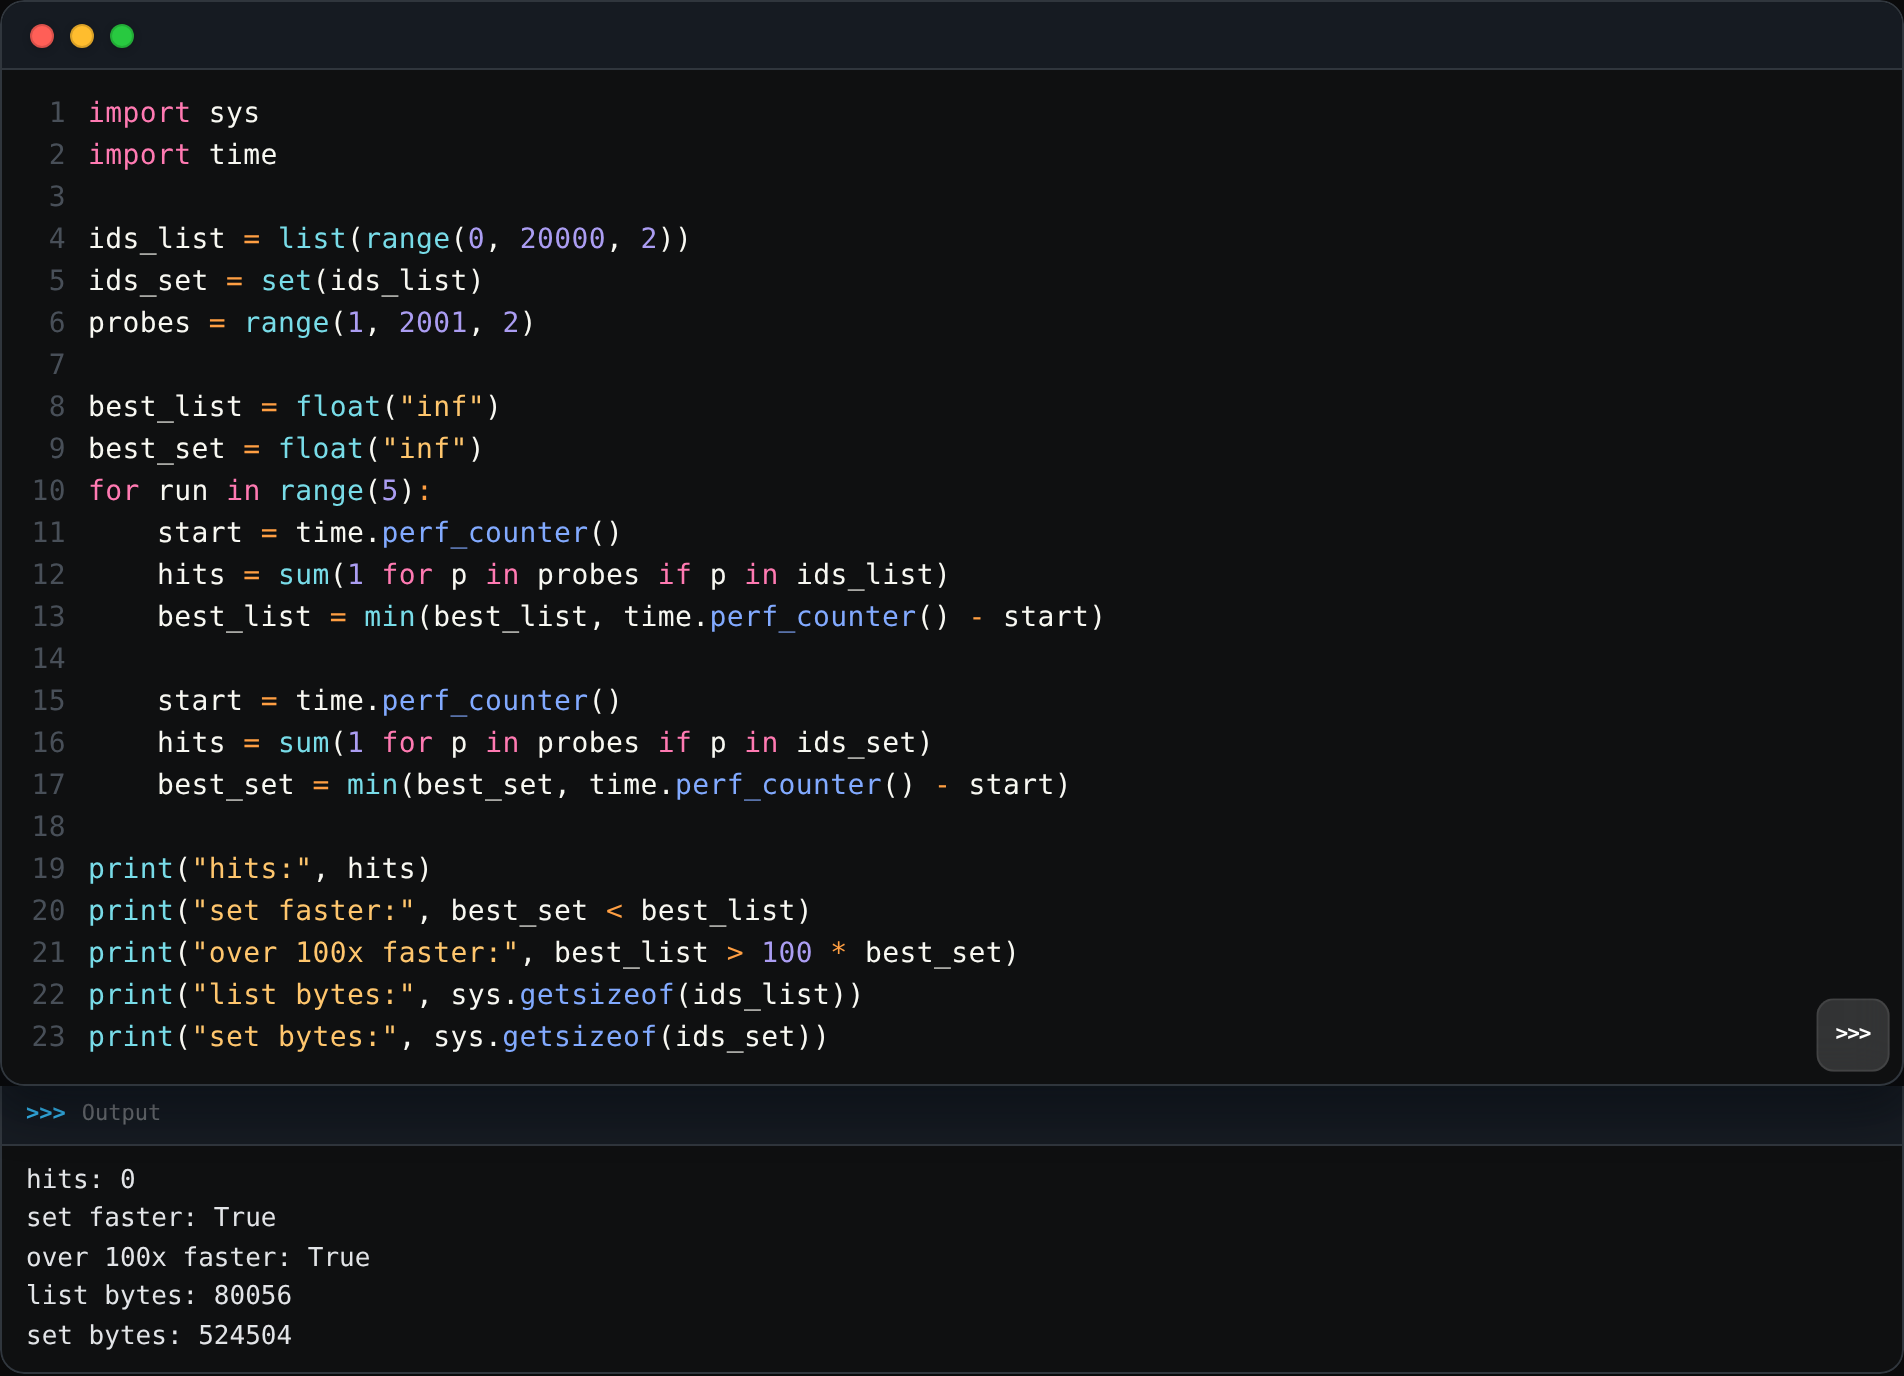 1 import sys
2 import time
3
4 ids_list = list(range(0, 20000, 2))
5 ids_set = set(ids_list)
6 probes = range(1, 2001, 2)
7
8 best_list = float("inf")
9 best_set = float("inf")
10 for run in range(5):
11     start = time.perf_counter()
12     hits = sum(1 for p in probes if p in ids_list)
13     best_list = min(best_list, time.perf_counter() - start)
14
15     start = time.perf_counter()
16     hits = sum(1 for p in probes if p in ids_set)
17     best_set = min(best_set, time.perf_counter() - start)
18
19 print("hits:", hits)
20 print("set faster:", best_set < best_list)
21 print("over 100x faster:", best_list > 100 * best_set)
22 print("list bytes:", sys.getsizeof(ids_list))
23 print("set bytes:", sys.getsizeof(ids_set))
>>>
>>> Output
hits: 0
set faster: True
over 100x faster: True
list bytes: 80056
set bytes: 524504